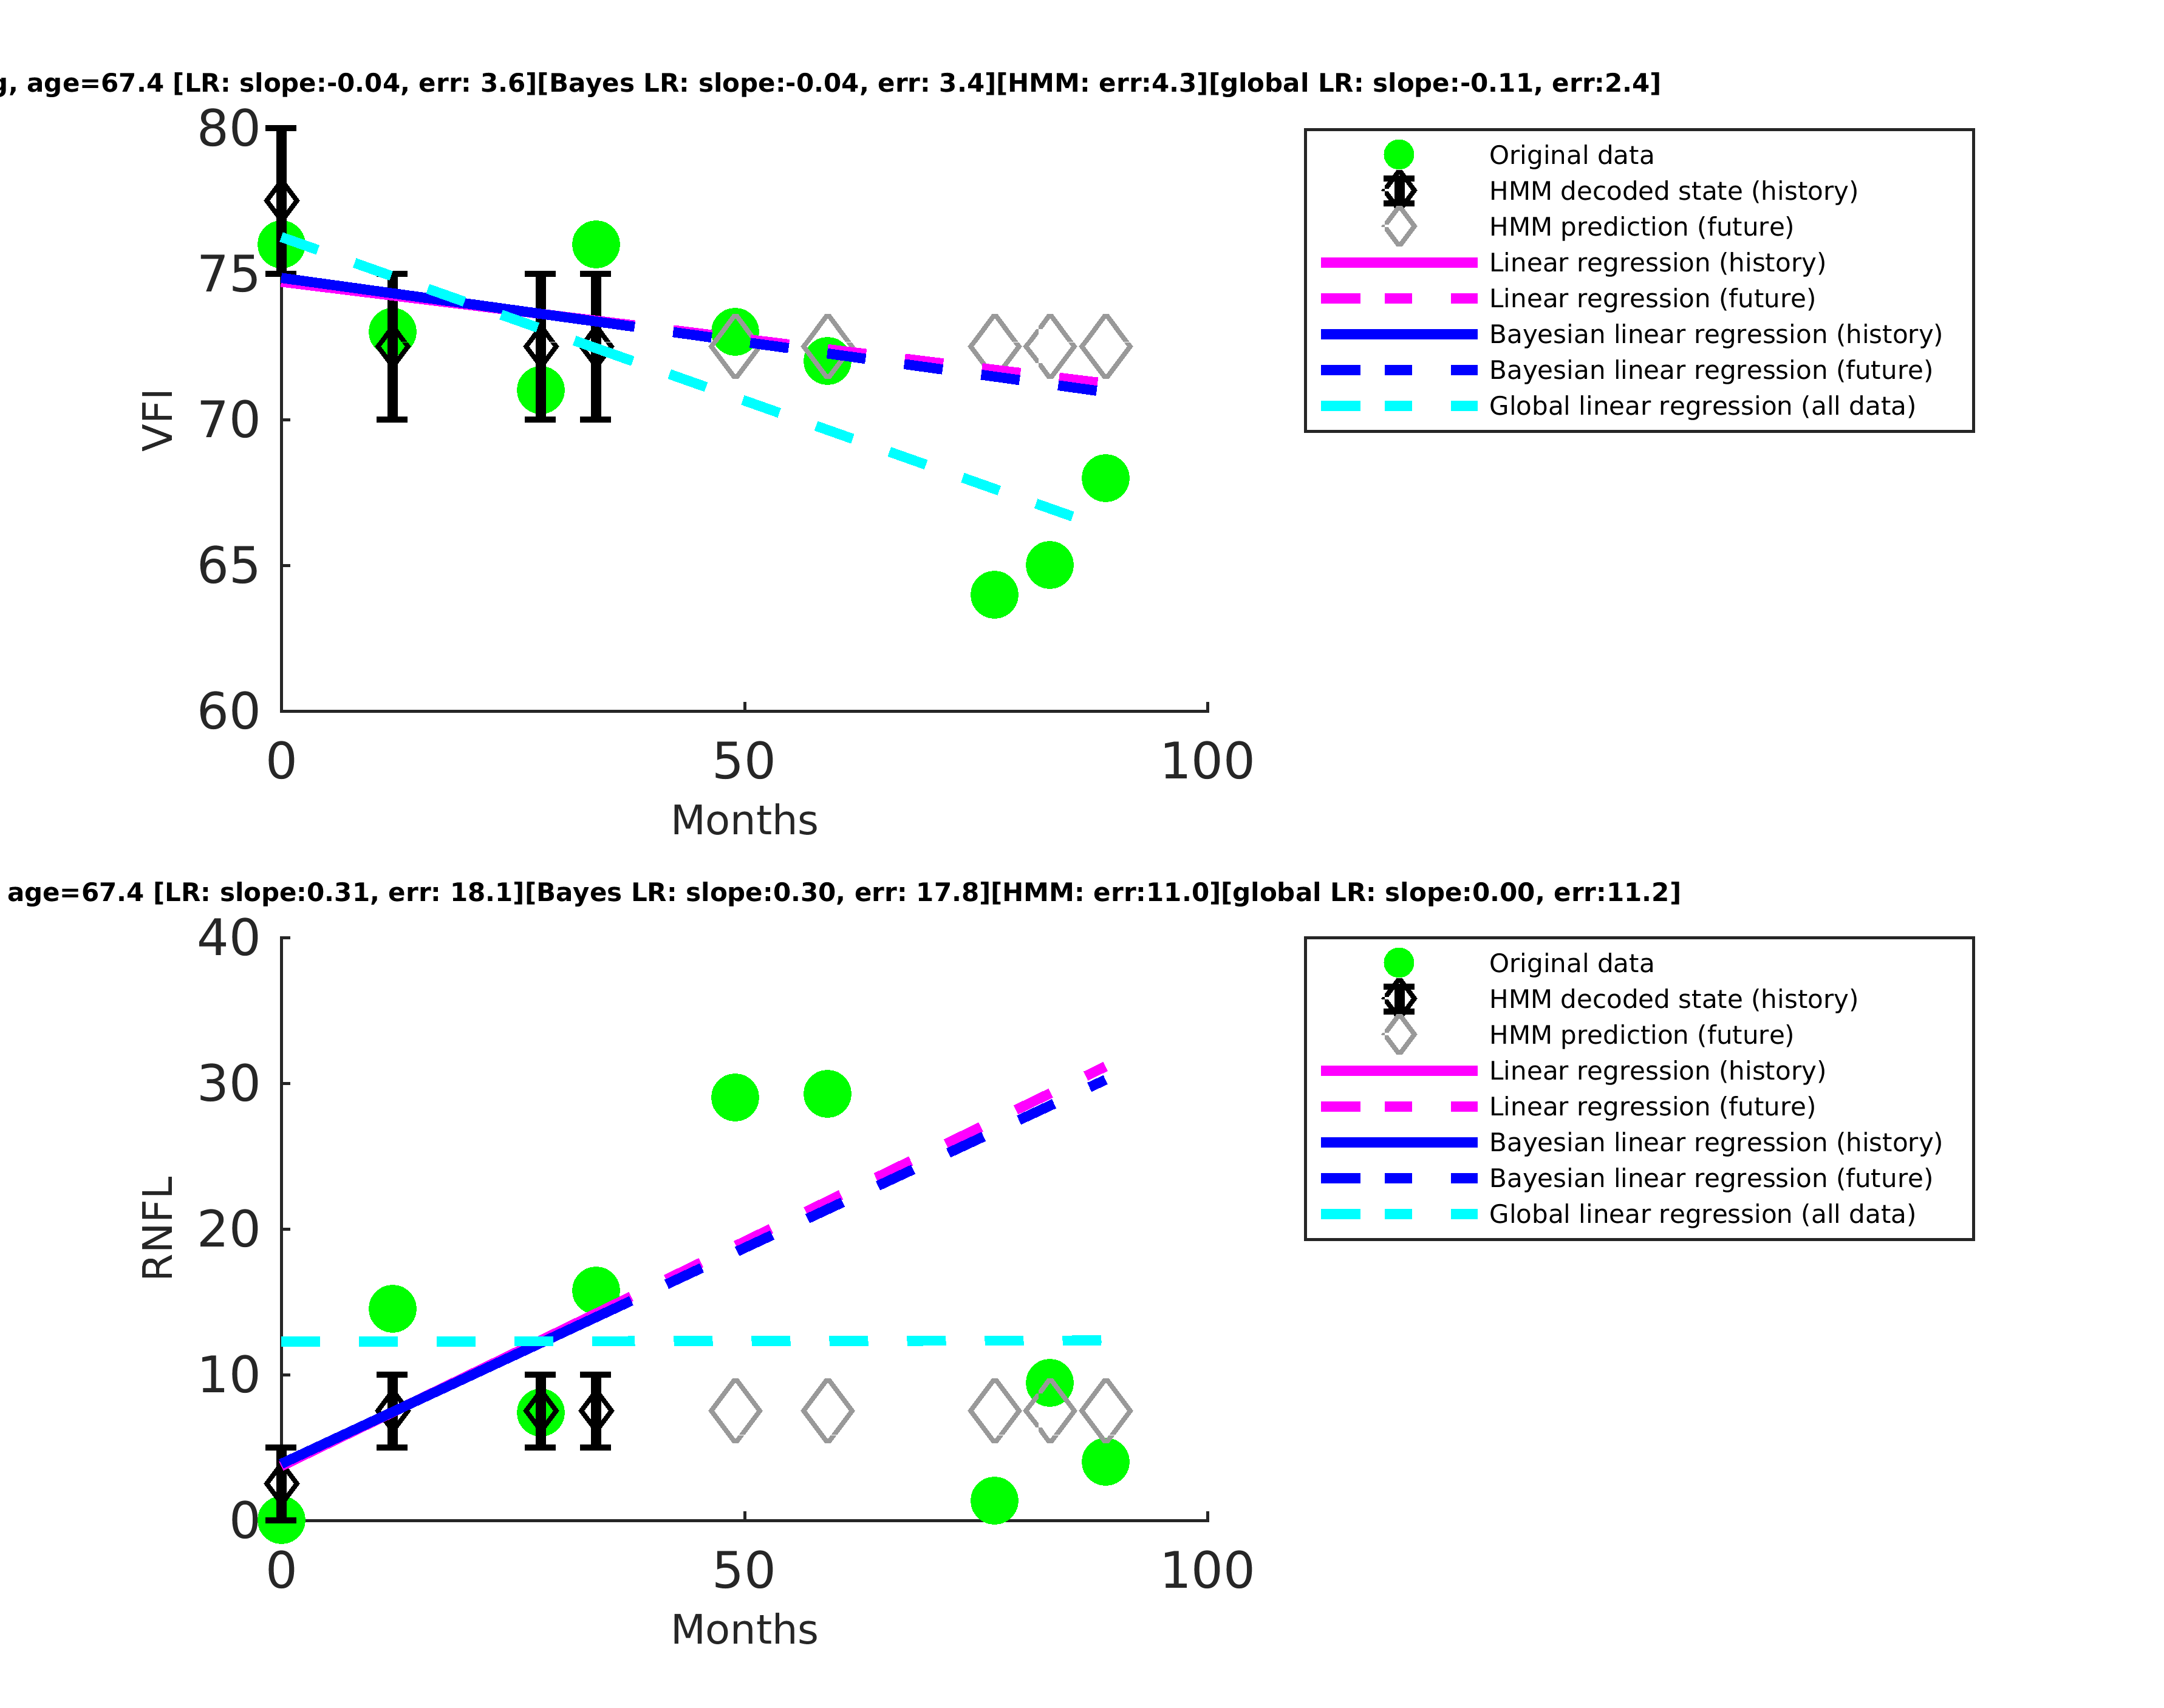 , age=67.4 [LR: slope:-0.04, err: 3.6][Bayes LR: slope:-0.04, err: 3.4][HMM: err:4.3][global LR: slope:-0.11, err:2.4]
80
75
70
65
60
VFI
0 50 100
Months
Original data
HMM decoded state (history)
HMM prediction (future)
Linear regression (history)
Linear regression (future)
Bayesian linear regression (history)
Bayesian linear regression (future)
Global linear regression (all data)
age=67.4 [LR: slope:0.31, err: 18.1][Bayes LR: slope:0.30, err: 17.8][HMM: err:11.0][global LR: slope:0.00, err:11.2]
40
30
20
10
0
RNFL
0 50 100
Months
Original data
HMM decoded state (history)
HMM prediction (future)
Linear regression (history)
Linear regression (future)
Bayesian linear regression (history)
Bayesian linear regression (future)
Global linear regression (all data)